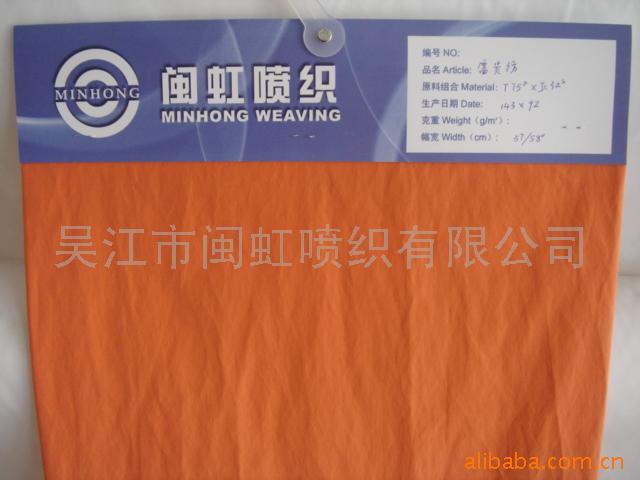 MINHONG
闽虹喷织
MINHONG WEAVING
编号 NO:
品名 Article: 富贵纺
原料组合 Material: T75D x Jc32S
生产日期 Date: 143 x 92
克重 Weight (g/m²):
幅宽 Width (cm): 57/58"
吴江市闽虹喷织有限公司
alibaba.com.cn